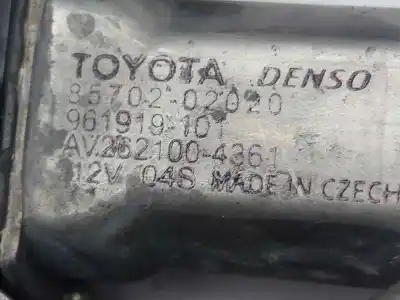 TOYOTA DENSO
85702-02020
961919-101
AV262100-4361
12V 04S MADE IN CZECH